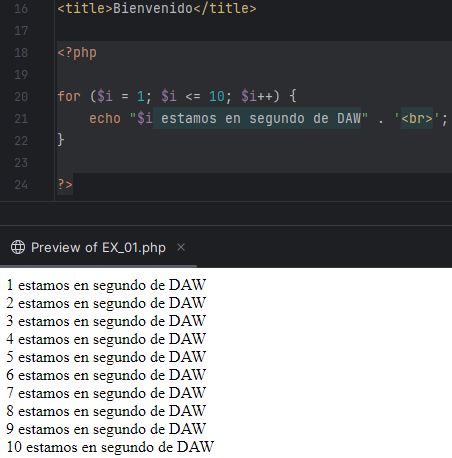 16 <title>Bienvenido</title>
17
18 <?php
19
20 for ($i = 1; $i <= 10; $i++) {
21     echo "$i estamos en segundo de DAW" . '<br>';
22 }
23
24 ?>
Preview of EX_01.php ×
1 estamos en segundo de DAW
2 estamos en segundo de DAW
3 estamos en segundo de DAW
4 estamos en segundo de DAW
5 estamos en segundo de DAW
6 estamos en segundo de DAW
7 estamos en segundo de DAW
8 estamos en segundo de DAW
9 estamos en segundo de DAW
10 estamos en segundo de DAW